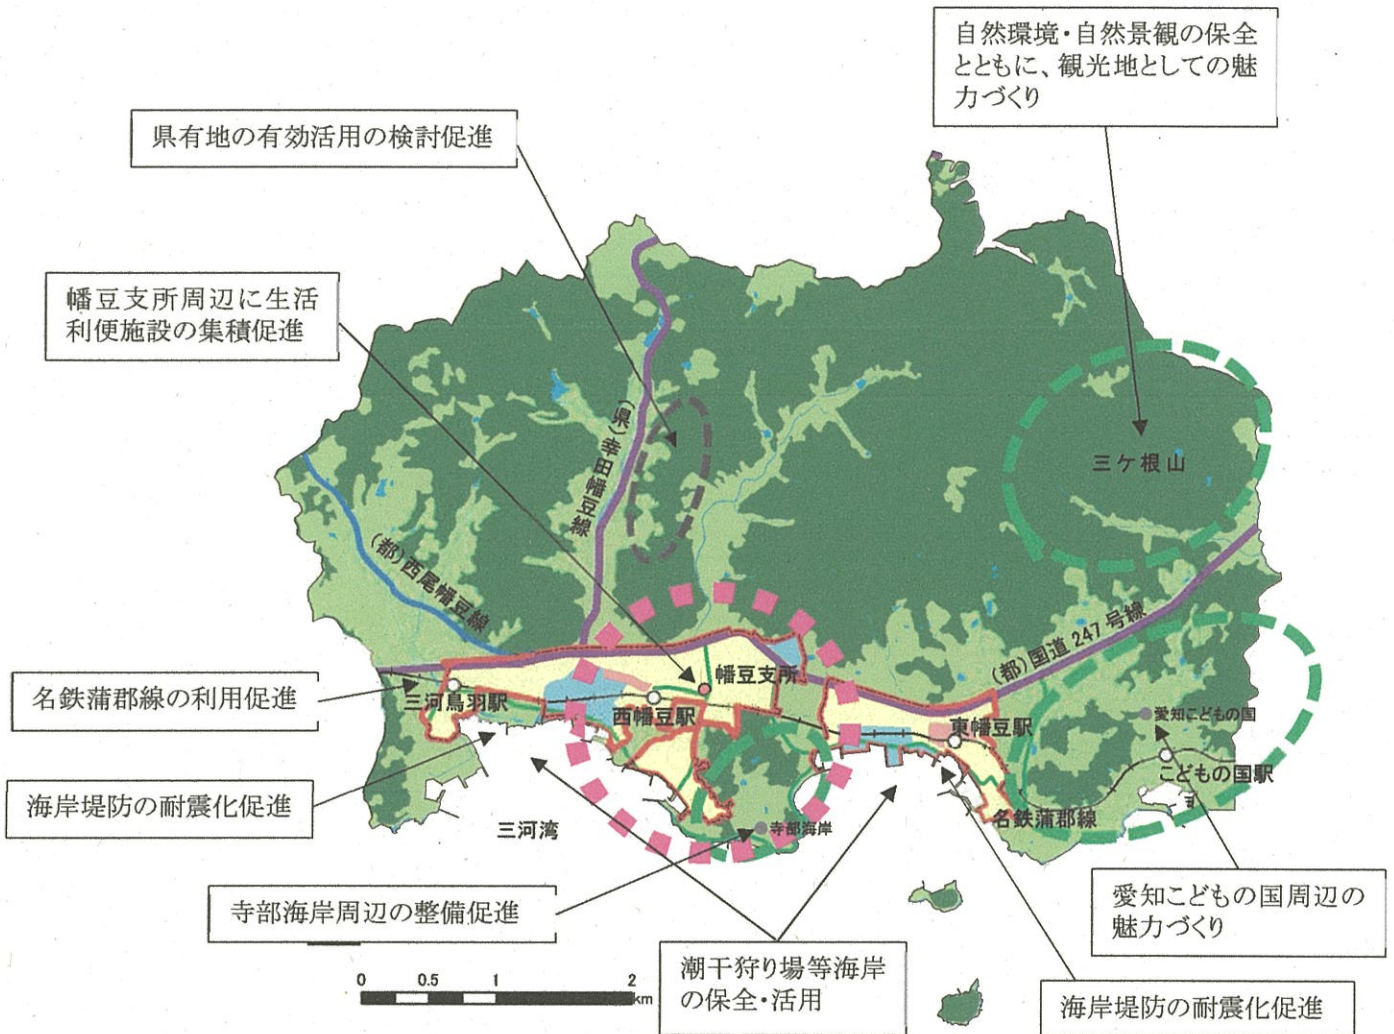 自然環境・自然景観の保全
とともに、観光地としての魅
力づくり
県有地の有効活用の検討促進
幡豆支所周辺に生活
利便施設の集積促進
(県)幸田幡豆線
三ケ根山
(都)西尾幡豆線
(都)国道247号線
名鉄蒲郡線の利用促進
三河鳥羽駅
西幡豆駅
幡豆支所
東幡豆駅
愛知こどもの国
こどもの国駅
海岸堤防の耐震化促進
三河湾
寺部海岸
名鉄蒲郡線
寺部海岸周辺の整備促進
愛知こどもの国周辺の
魅力づくり
潮干狩り場等海岸
の保全・活用
海岸堤防の耐震化促進
0 0.5 1 2
km